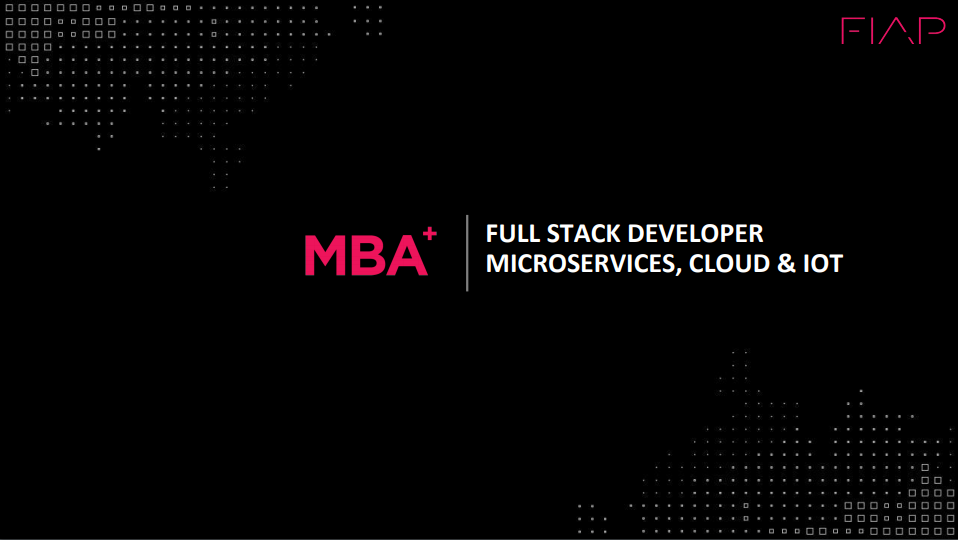 FIAP
MBA+
FULL STACK DEVELOPER
MICROSERVICES, CLOUD & IOT